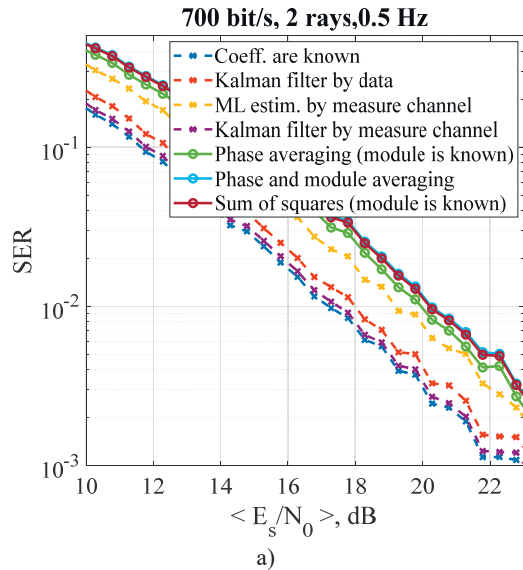 700 bit/s, 2 rays,0.5 Hz
Coeff. are known
Kalman filter by data
ML estim. by measure channel
Kalman filter by measure channel
Phase averaging (module is known)
Phase and module averaging
Sum of squares (module is known)
SER
10^-1
10^-2
10^-3
10 12 14 16 18 20 22
< E_s/N_0 >, dB
a)